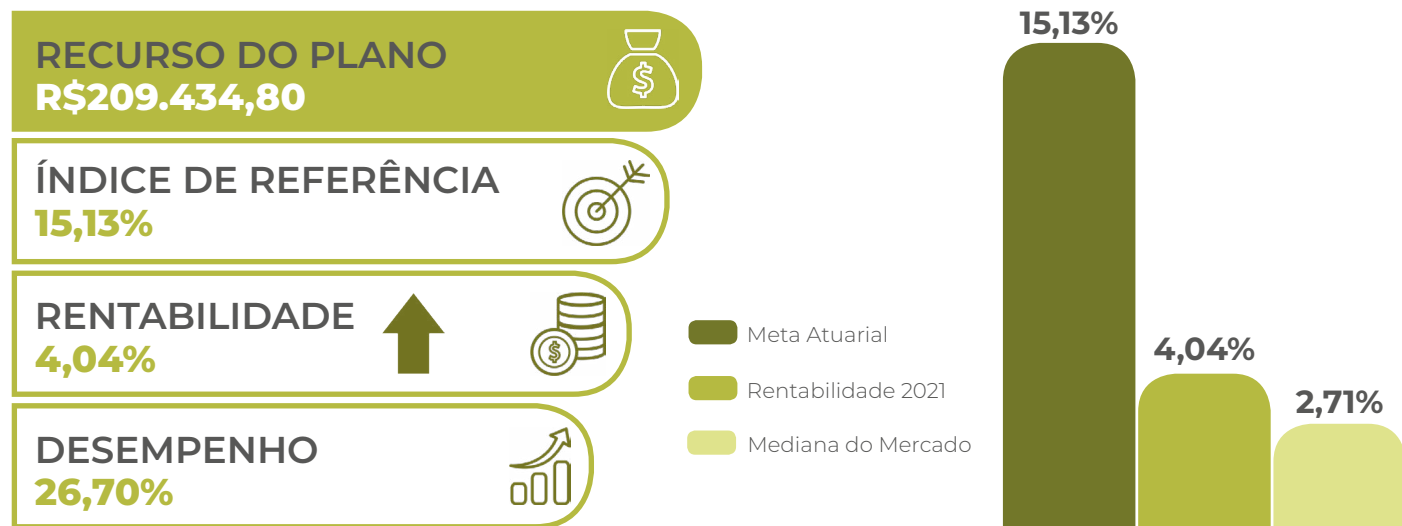 RECURSO DO PLANO
R$209.434,80
$
ÍNDICE DE REFERÊNCIA
15,13%
RENTABILIDADE
4,04%
$
DESEMPENHO
26,70%
Meta Atuarial
Rentabilidade 2021
Mediana do Mercado
15,13%
4,04%
2,71%